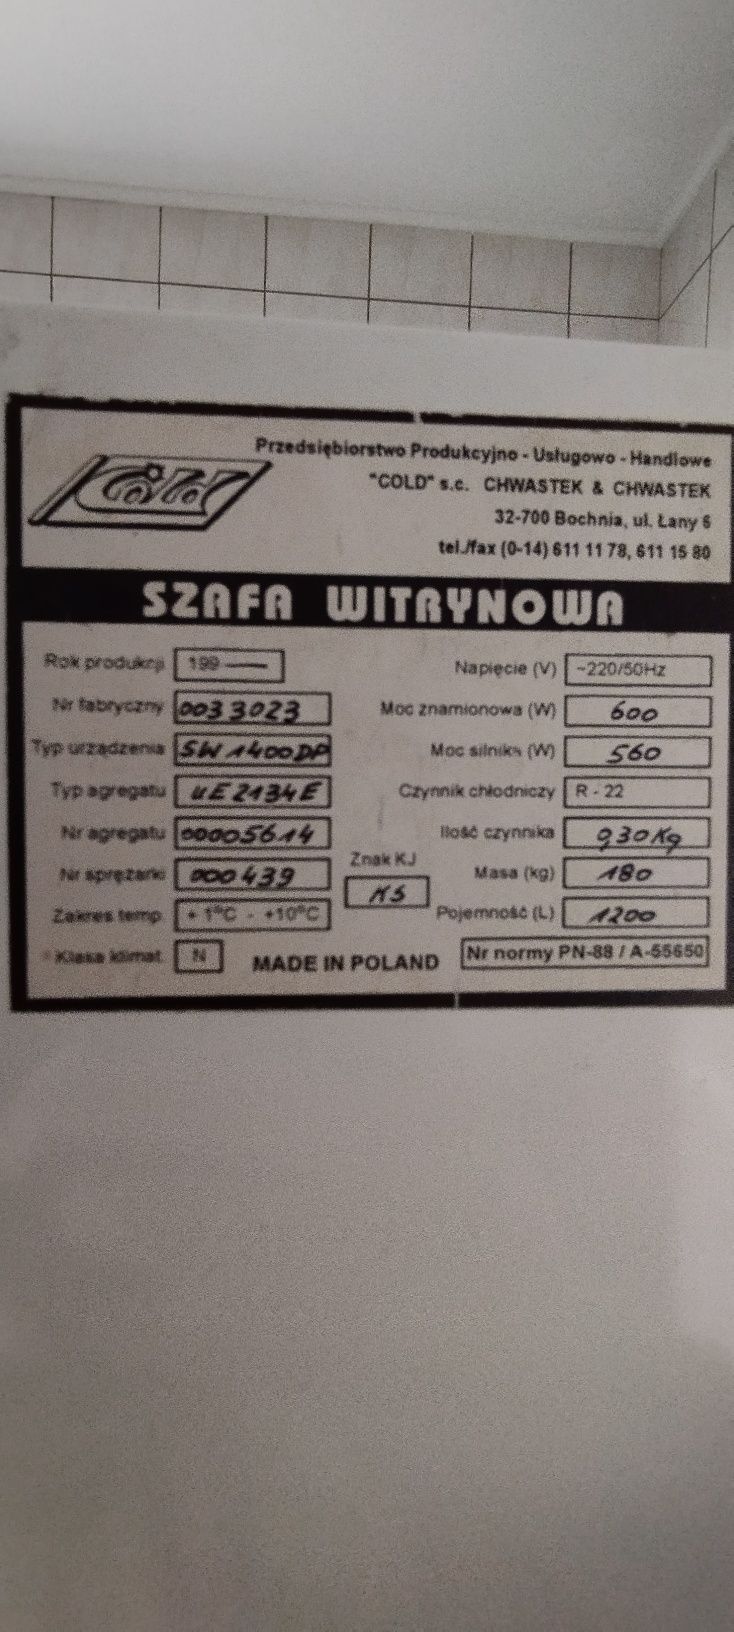 COLD
Przedsiębiorstwo Produkcyjno - Usługowo - Handlowe
"COLD" s.c. CHWASTEK & CHWASTEK
32-700 Bochnia, ul. Łany 6
tel./fax (0-14) 611 11 78, 611 15 80
SZAFA WITRYNOWA
Rok produkcji 199 —
Nr fabryczny 0033023
Typ urządzenia SW1400DP
Typ agregatu UE2134E
Nr agregatu 00005614
Nr sprężarki 000439
Zakres temp. + 1°C - +10°C
Klasa klimat. N
Znak KJ
KS
MADE IN POLAND
Napięcie (V) ~220/50Hz
Moc znamionowa (W) 600
Moc silnika (W) 560
Czynnik chłodniczy R - 22
Ilość czynnika 0,30Kg
Masa (kg) 180
Pojemność (L) 1200
Nr normy PN-88 / A-55650